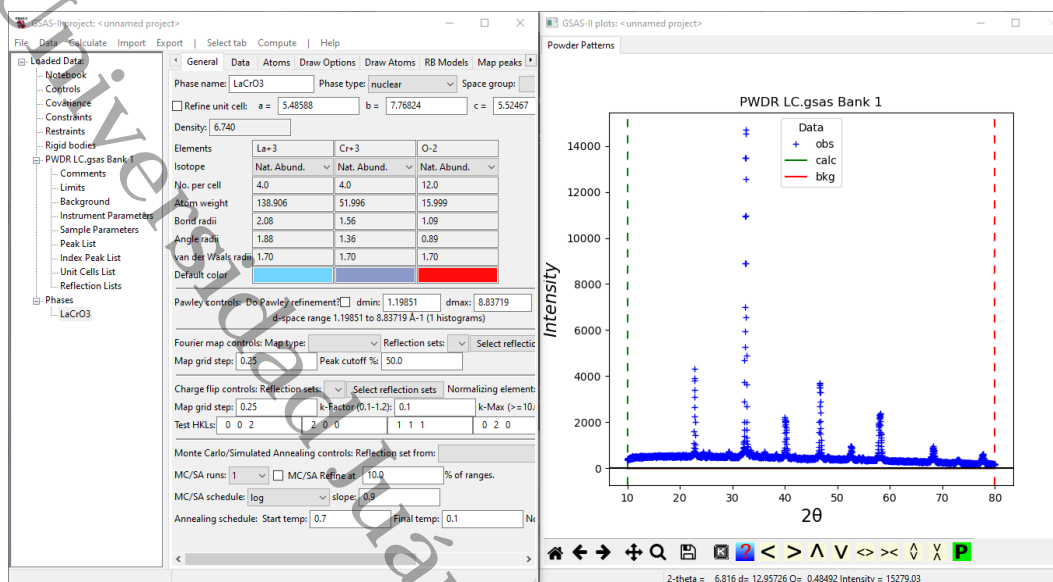 GSAS-II project: <unnamed project>
File Data Calculate Import Export | Select tab Compute | Help
Loaded Data:
Notebook
Controls
Covariance
Constraints
Restraints
Rigid bodies
PWDR LC.gsas Bank 1
Comments
Limits
Background
Instrument Parameters
Sample Parameters
Peak List
Index Peak List
Unit Cells List
Reflection Lists
Phases
LaCrO3
General Data Atoms Draw Options Draw Atoms RB Models Map peaks
Phase name: LaCrO3 Phase type: nuclear Space group:
Refine unit cell: a = 5.48588 b = 7.76824 c = 5.52467
Density: 6.740
Elements La+3 Cr+3 O-2
Isotope Nat. Abund. Nat. Abund. Nat. Abund.
No. per cell 4.0 4.0 12.0
Atom weight 138.906 51.996 15.999
Bond radii 2.08 1.56 1.09
Angle radii 1.88 1.36 0.89
van der Waals radii 1.70 1.70 1.70
Default color
Pawley controls: Do Pawley refinement? dmin: 1.19851 dmax: 8.83719
d-space range 1.19851 to 8.83719 Å-1 (1 histograms)
Fourier map controls: Map type: Reflection sets: Select reflectio
Map grid step: 0.25 Peak cutoff %: 50.0
Charge flip controls: Reflection sets: Select reflection sets Normalizing element:
Map grid step: 0.25 k-Factor (0.1-1.2): 0.1 k-Max (>=10.
Test HKLs: 0 0 2 2 0 0 1 1 1 0 2 0
Monte Carlo/Simulated Annealing controls: Reflection set from:
MC/SA runs: 1 MC/SA Refine at 10.0 % of ranges.
MC/SA schedule: log slope: 0.9
Annealing schedule: Start temp: 0.7 Final temp: 0.1 No
Universidad Juá
GSAS-II plots: <unnamed project>
Powder Patterns
PWDR LC.gsas Bank 1
Data
obs
calc
bkg
Intensity
14000
12000
10000
8000
6000
4000
2000
0
10 20 30 40 50 60 70 80
2θ
P
2-theta = 6.816 d= 12.95726 Q= 0.48492 Intensity = 15279.03